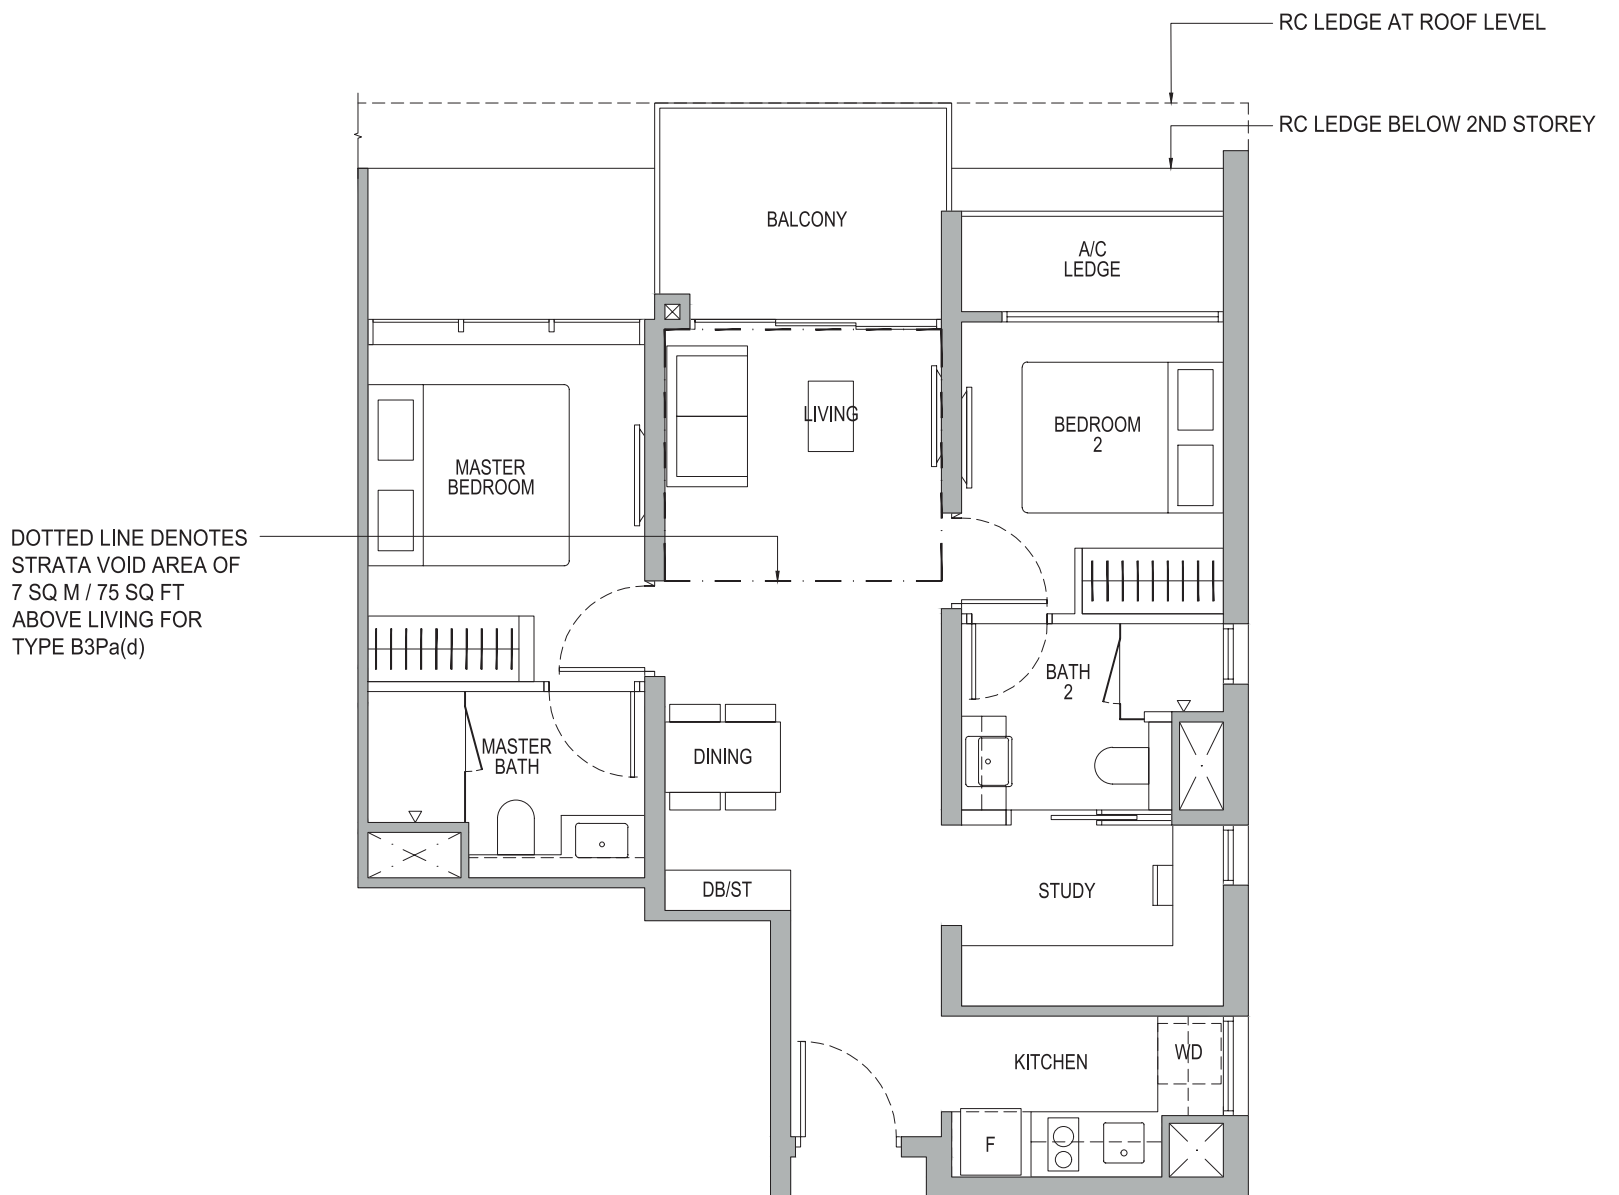 RC LEDGE AT ROOF LEVEL
RC LEDGE BELOW 2ND STOREY
BALCONY
A/C
LEDGE
LIVING
BEDROOM
2
MASTER
BEDROOM
DOTTED LINE DENOTES
STRATA VOID AREA OF
7 SQ M / 75 SQ FT
ABOVE LIVING FOR
TYPE B3Pa(d)
BATH
2
MASTER
BATH
DINING
DB/ST
STUDY
KITCHEN
WD
F